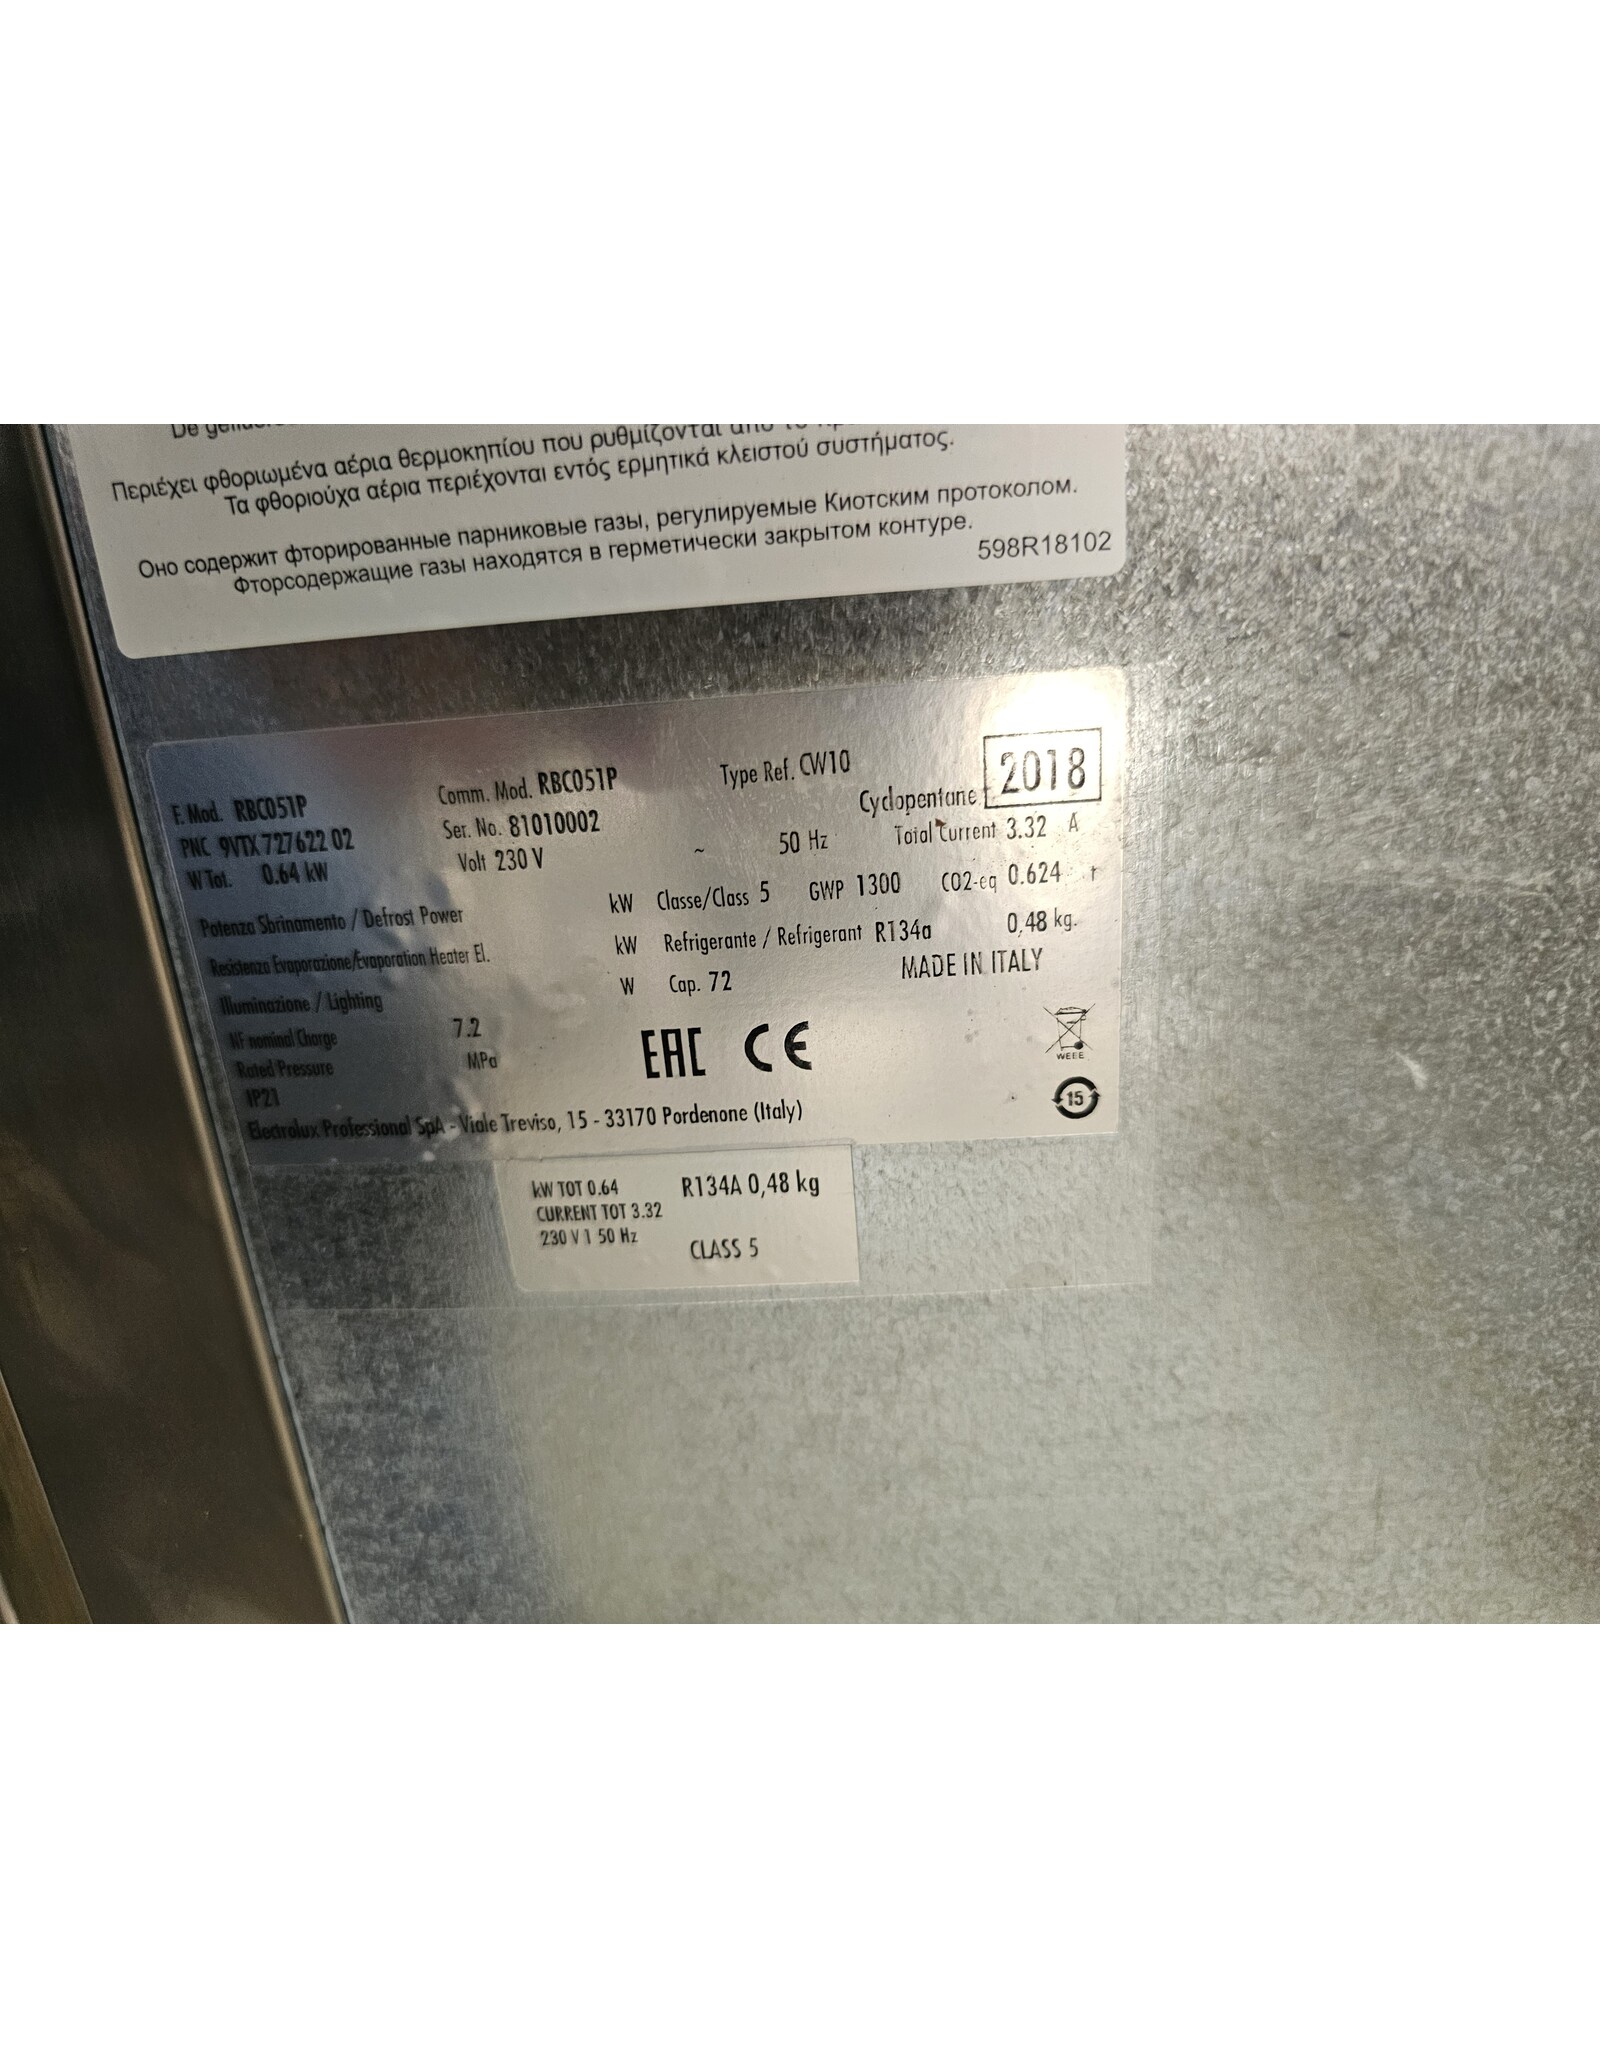 De
Περιέχει φθοριωμένα αέρια θερμοκηπίου που ρυθμίζονται από το
Τα φθοριούχα αέρια περιέχονται εντός ερμητικά κλειστού συστήματος.
Оно содержит фторированные парниковые газы, регулируемые Киотским протоколом.
Фторсодержащие газы находятся в герметически закрытом контуре.
598R18102
F. Mod. RBC051P Comm. Mod. RBC051P Type Ref. CW10 2018
PNC 9VTX 727622 02 Ser. No. 81010002 Cyclopentane
W Tot. 0.64 kW Volt 230 V ~ 50 Hz Total Current 3.32 A
Potenza Sbrinamento / Defrost Power kW Classe/Class 5 GWP 1300 CO2-eq 0.624 t
Resistenza Evaporazione/Evaporation Heater El. kW Refrigerante / Refrigerant R134a 0,48 kg.
Illuminazione / Lighting W Cap. 72 MADE IN ITALY
NF nominal Charge 7.2
Rated Pressure MPa EAC CE WEEE
IP21 15
Electrolux Professional SpA - Viale Treviso, 15 - 33170 Pordenone (Italy)
kW TOT 0.64 R134A 0,48 kg
CURRENT TOT 3.32
230 V 1 50 Hz CLASS 5